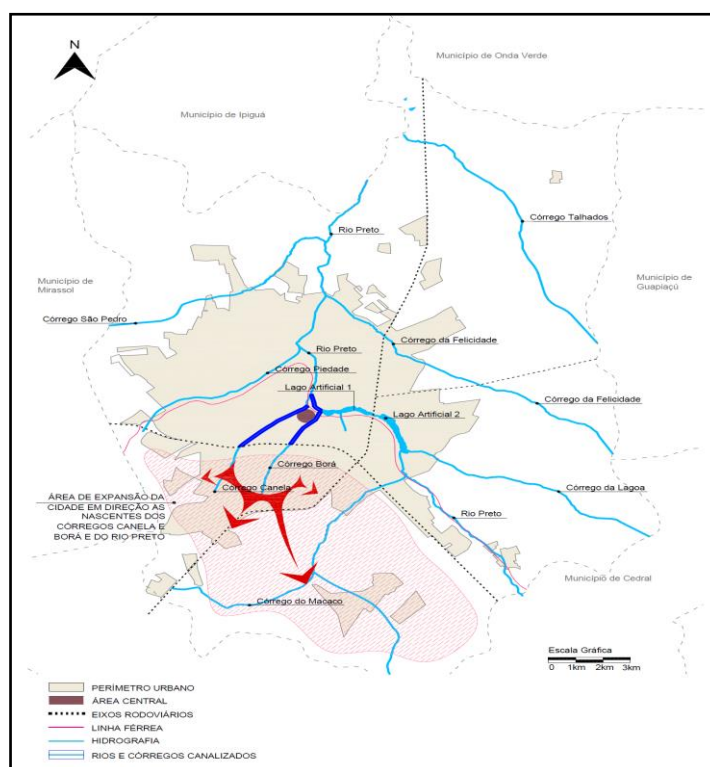 N
Município de Onda Verde
Município de Ipiguá
Córrego Talhados
Rio Preto
Município de
Mirassol
Município de
Guapiaçú
Córrego São Pedro
Córrego da Felicidade
Rio Preto
Córrego Piedade
Lago Artificial 1
Córrego da Felicidade
Lago Artificial 2
Córrego Borá
Córrego Canela
Córrego da Lagoa
ÁREA DE EXPANSÃO DA
CIDADE EM DIREÇÃO AS
NASCENTES DOS
CÓRREGOS CANELA E
BORÁ E DO RIO PRETO
Rio Preto
Município de Cedral
Córrego do Macaco
Escala Gráfica
0 1km 2km 3km
PERÍMETRO URBANO
ÁREA CENTRAL
EIXOS RODOVIÁRIOS
LINHA FÉRREA
HIDROGRAFIA
RIOS E CÓRREGOS CANALIZADOS